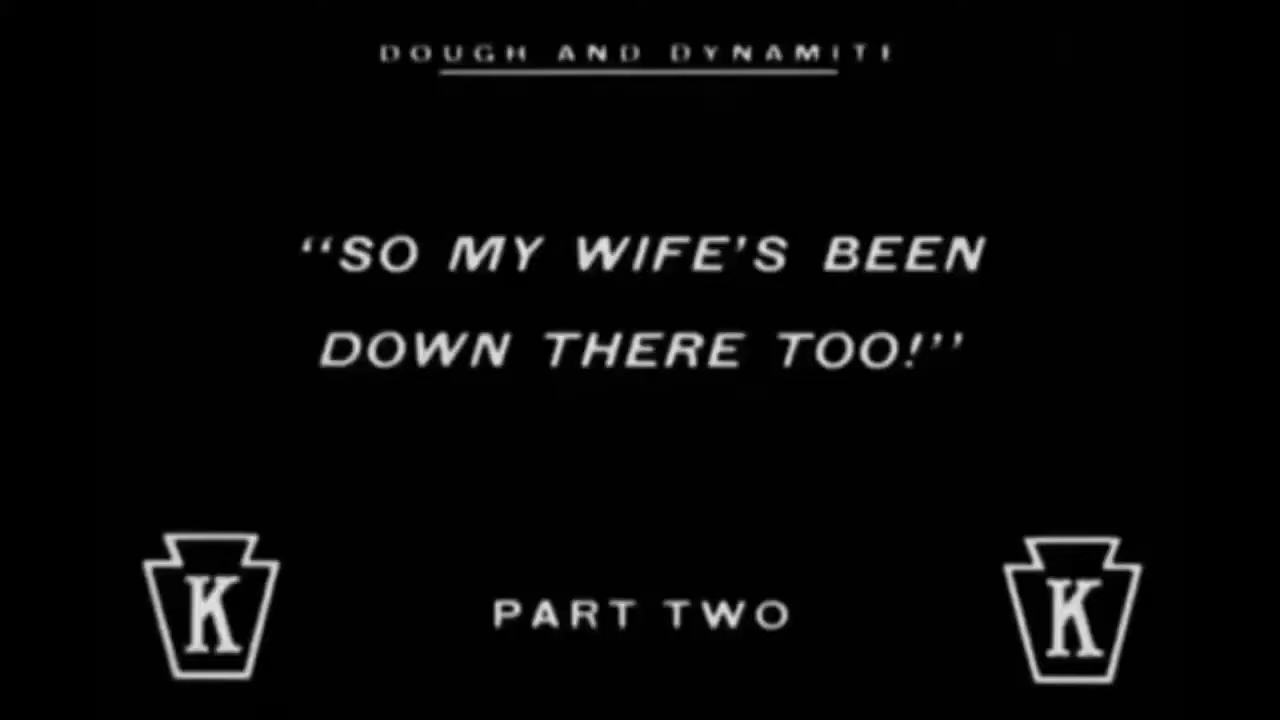 DOUGH AND DYNAMITE
“SO MY WIFE’S BEEN
DOWN THERE TOO!”
K PART TWO K